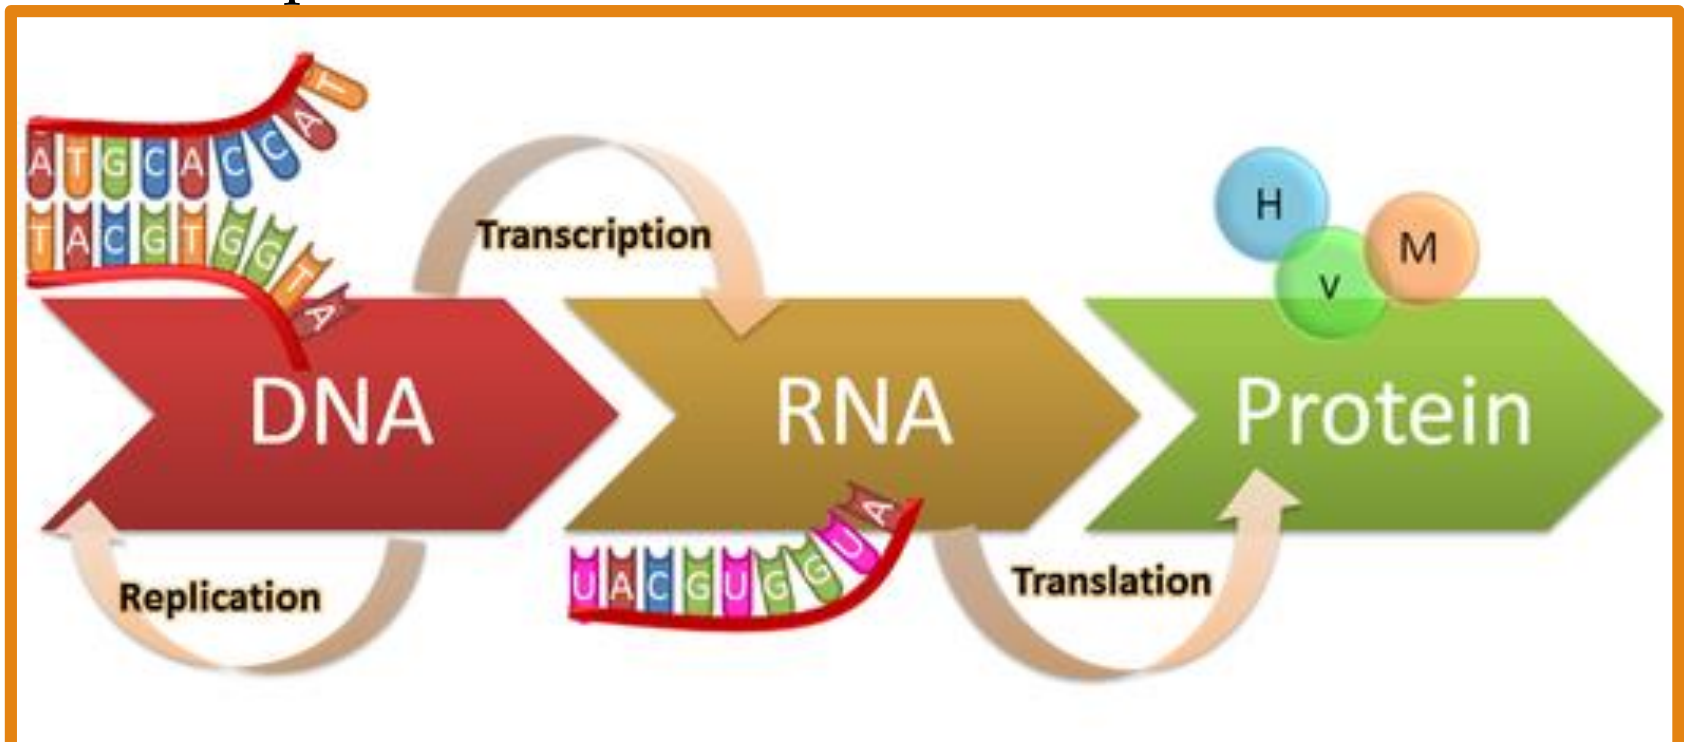 ATGCACCAT
TACGTGGTA
Transcription
H
V
M
DNA
RNA
Protein
Replication
UACGUGGUA
Translation